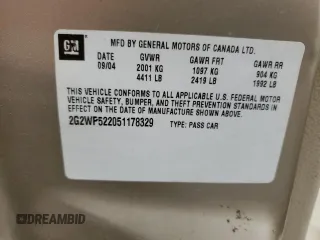 GM
MFD BY GENERAL MOTORS OF CANADA LTD.
DATE GVWR GAWR FRT GAWR RR
09/04 2001 KG 1097 KG 904 KG
4411 LB 2419 LB 1992 LB
THIS VEHICLE CONFORMS TO ALL APPLICABLE U.S. FEDERAL MOTOR
VEHICLE SAFETY, BUMPER, AND THEFT PREVENTION STANDARDS IN
EFFECT ON THE DATE OF MANUFACTURE SHOWN ABOVE.
2G2WP522051178329 TYPE: PASS CAR
DREAMBID